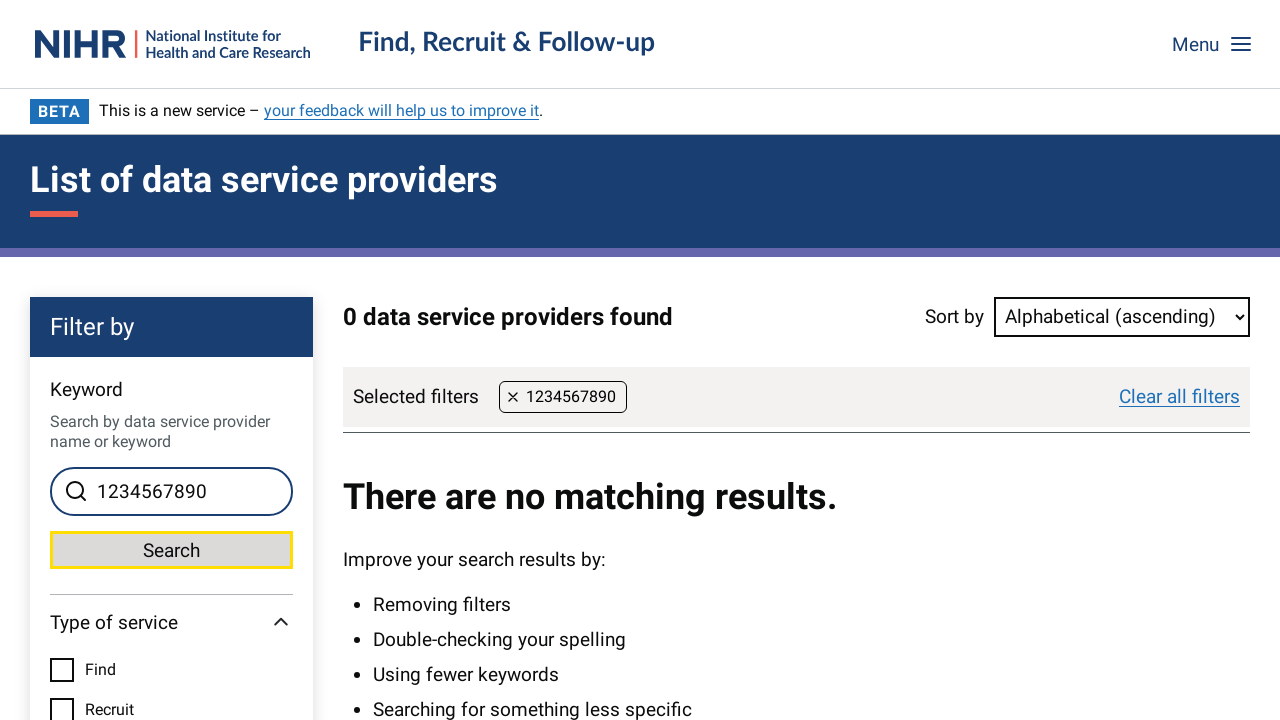 NIHR
National Institute for
Health and Care Research
Find, Recruit & Follow-up
Menu
BETA
This is a new service – your feedback will help us to improve it.
List of data service providers
Filter by
Keyword
Search by data service provider
name or keyword
1234567890
Search
Type of service
Find
Recruit
0 data service providers found
Sort by
Alphabetical (ascending)
Selected filters
1234567890
Clear all filters
There are no matching results.
Improve your search results by:
Removing filters
Double-checking your spelling
Using fewer keywords
Searching for something less specific